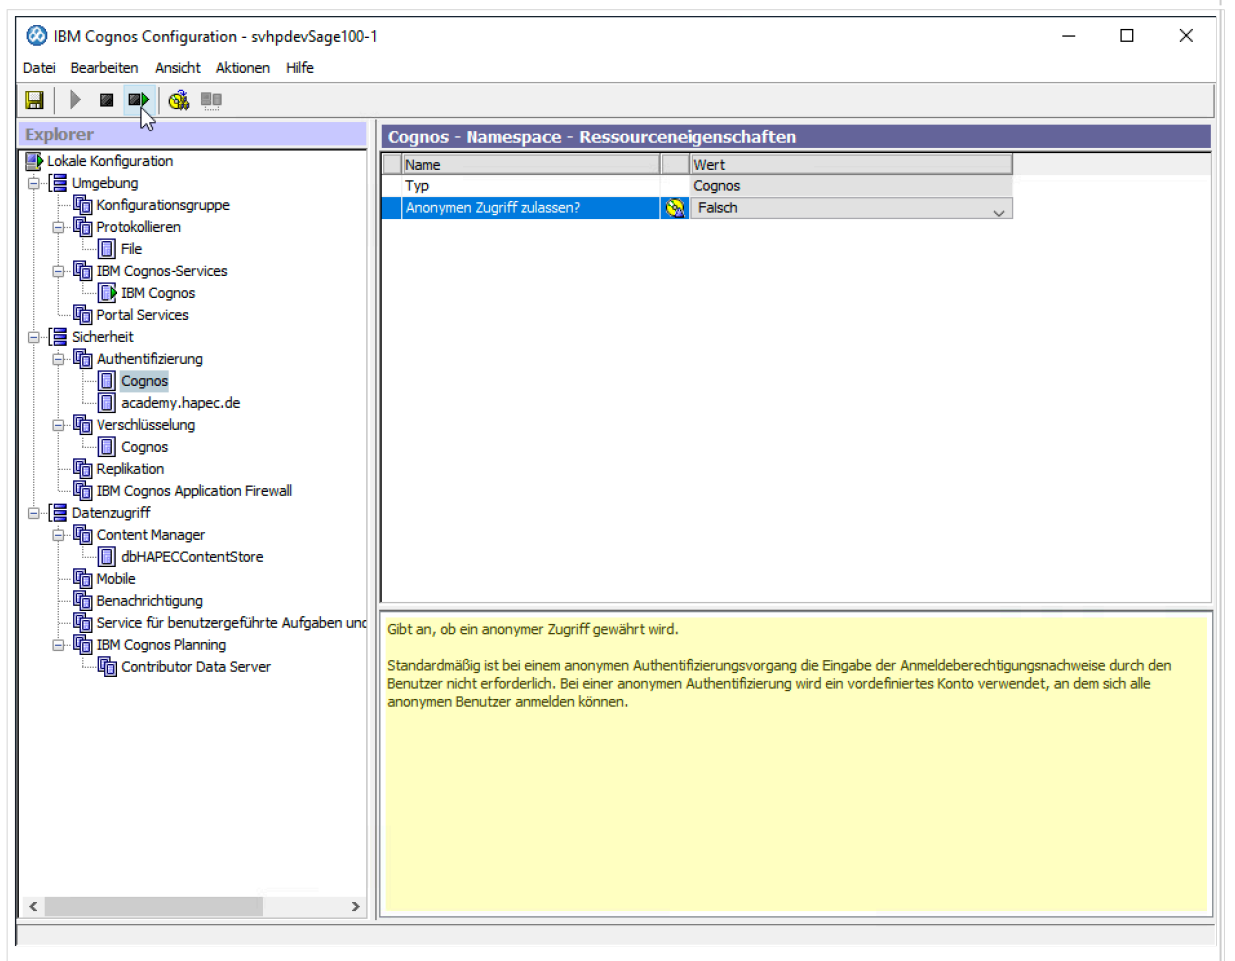 IBM Cognos Configuration - svhpdevSage100-1
Datei Bearbeiten Ansicht Aktionen Hilfe
Explorer
Lokale Konfiguration
Umgebung
Konfigurationsgruppe
Protokollieren
File
IBM Cognos-Services
IBM Cognos
Portal Services
Sicherheit
Authentifizierung
Cognos
academy.hapec.de
Verschlüsselung
Cognos
Replikation
IBM Cognos Application Firewall
Datenzugriff
Content Manager
dbHAPECContentStore
Mobile
Benachrichtigung
Service für benutzergeführte Aufgaben und
IBM Cognos Planning
Contributor Data Server
Cognos - Namespace - Ressourceneigenschaften
Name Wert
Typ Cognos
Anonymen Zugriff zulassen? Falsch
Gibt an, ob ein anonymer Zugriff gewährt wird.
Standardmäßig ist bei einem anonymen Authentifizierungsvorgang die Eingabe der Anmeldeberechtigungsnachweise durch den
Benutzer nicht erforderlich. Bei einer anonymen Authentifizierung wird ein vordefiniertes Konto verwendet, an dem sich alle
anonymen Benutzer anmelden können.